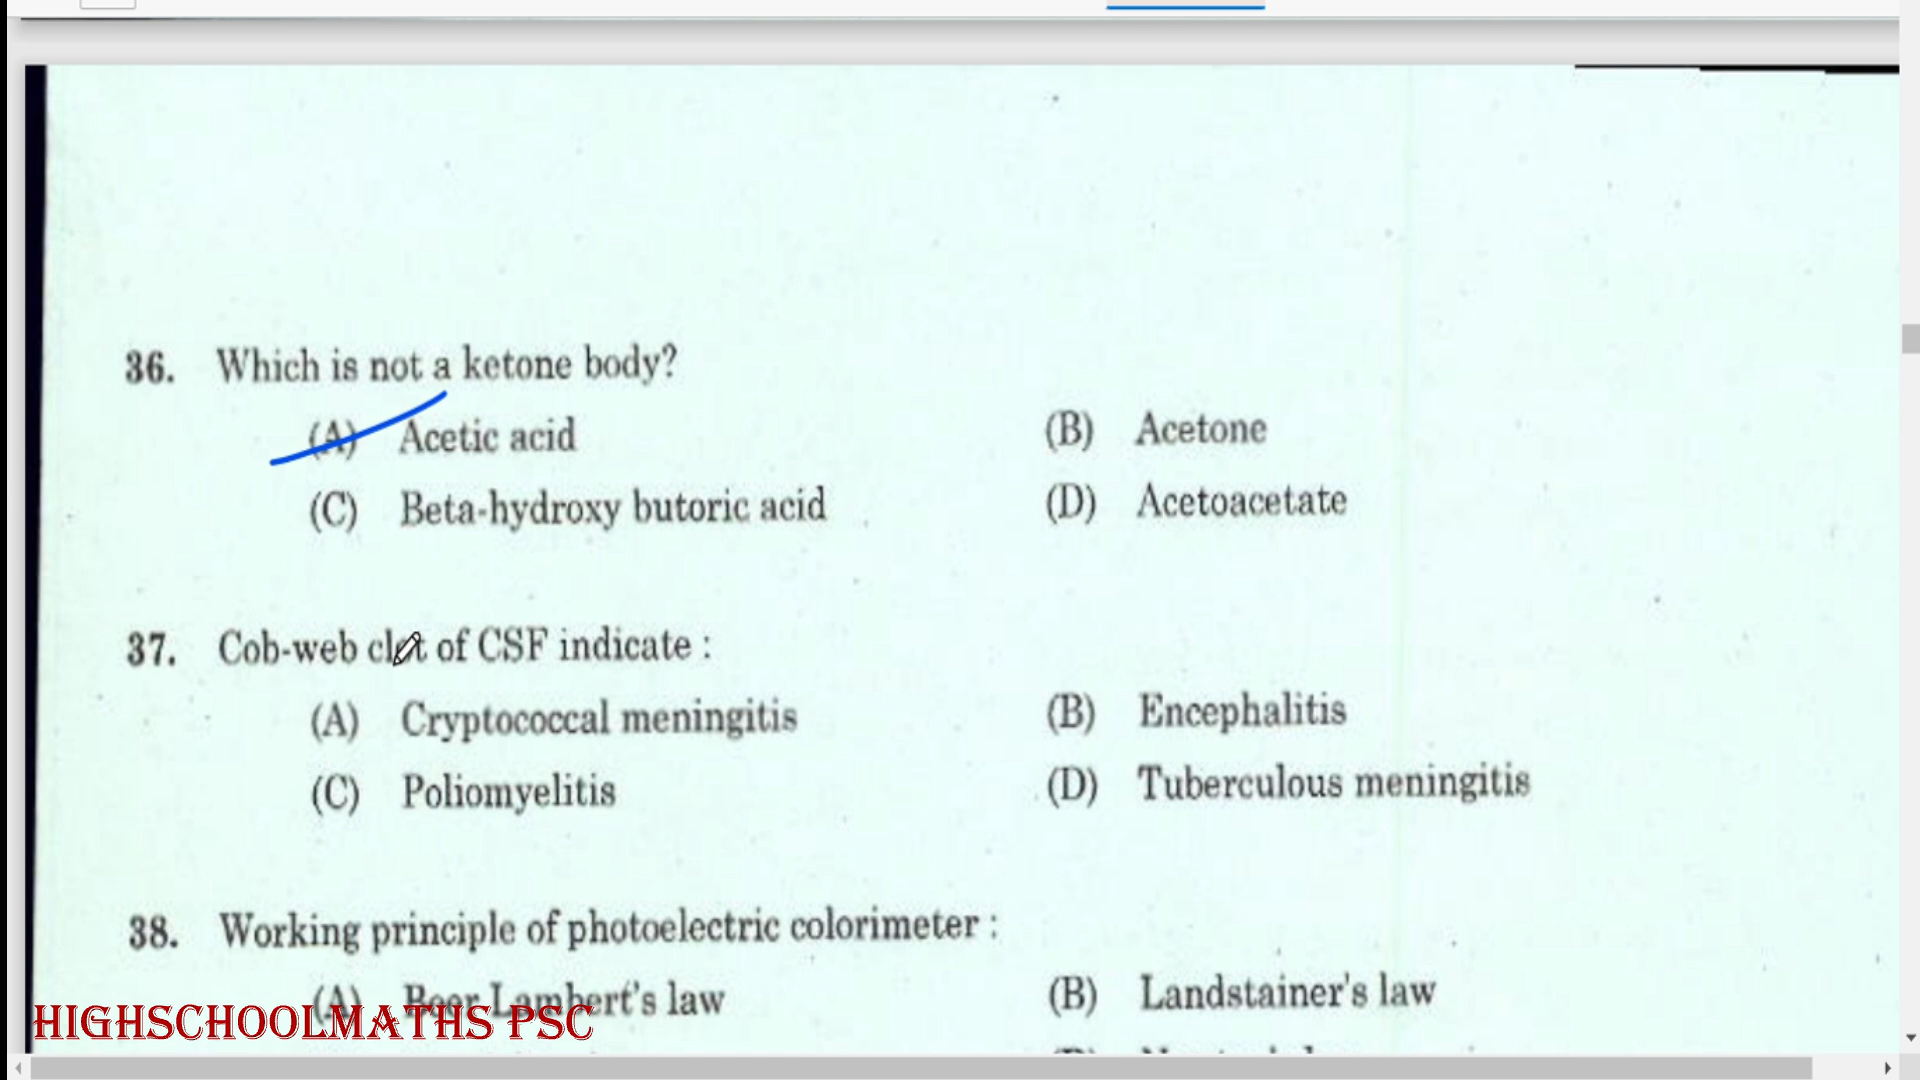 36. Which is not a ketone body?
(A) Acetic acid (B) Acetone
(C) Beta-hydroxy butoric acid (D) Acetoacetate
37. Cob-web clot of CSF indicate :
(A) Cryptococcal meningitis (B) Encephalitis
(C) Poliomyelitis (D) Tuberculous meningitis
38. Working principle of photoelectric colorimeter :
(A) Beer Lambert's law (B) Landstainer's law
HIGHSCHOOLMATHS PSC